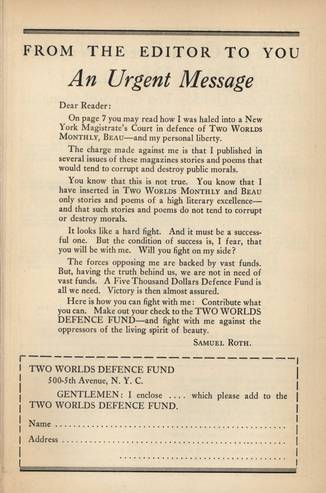 FROM THE EDITOR TO YOU
An Urgent Message
Dear Reader:
On page 7 you may read how I was haled into a New
York Magistrate's Court in defence of TWO WORLDS
MONTHLY, BEAU—and my personal liberty.
The charge made against me is that I published in
several issues of these magazines stories and poems that
would tend to corrupt and destroy public morals.
You know that this is not true. You know that I
have inserted in TWO WORLDS MONTHLY and BEAU
only stories and poems of a high literary excellence—
and that such stories and poems do not tend to corrupt
or destroy morals.
It looks like a hard fight. And it must be a success-
ful one. But the condition of success is, I fear, that
you will be with me. Will you fight on my side?
The forces opposing me are backed by vast funds.
But, having the truth behind us, we are not in need of
vast funds. A Five Thousand Dollars Defence Fund is
all we need. Victory is then almost assured.
Here is how you can fight with me: Contribute what
you can. Make out your check to the TWO WORLDS
DEFENCE FUND—and fight with me against the
oppressors of the living spirit of beauty.
SAMUEL ROTH.
TWO WORLDS DEFENCE FUND
500-5th Avenue, N. Y. C.
GENTLEMEN: I enclose .... which please add to the
TWO WORLDS DEFENCE FUND.
Name ........................................
Address ........................................
....................